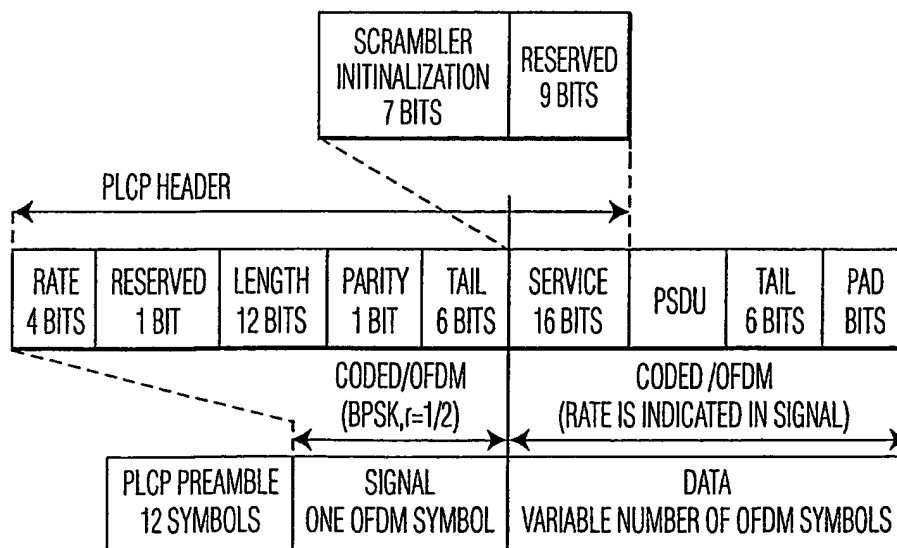 SCRAMBLER
INITINALIZATION
7 BITS
RESERVED
9 BITS
PLCP HEADER
RATE
4 BITS
RESERVED
1 BIT
LENGTH
12 BITS
PARITY
1 BIT
TAIL
6 BITS
SERVICE
16 BITS
PSDU
TAIL
6 BITS
PAD
BITS
CODED/OFDM
(BPSK,r=1/2)
CODED /OFDM
(RATE IS INDICATED IN SIGNAL)
PLCP PREAMBLE
12 SYMBOLS
SIGNAL
ONE OFDM SYMBOL
DATA
VARIABLE NUMBER OF OFDM SYMBOLS